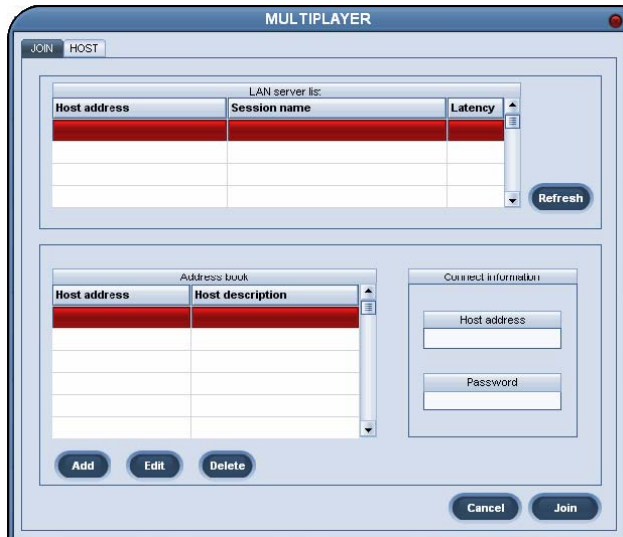 MULTIPLAYER
JOIN HOST
LAN server list
Host address Session name Latency
Refresh
Address book
Host address Host description
Connect information
Host address
Password
Add Edit Delete
Cancel Join